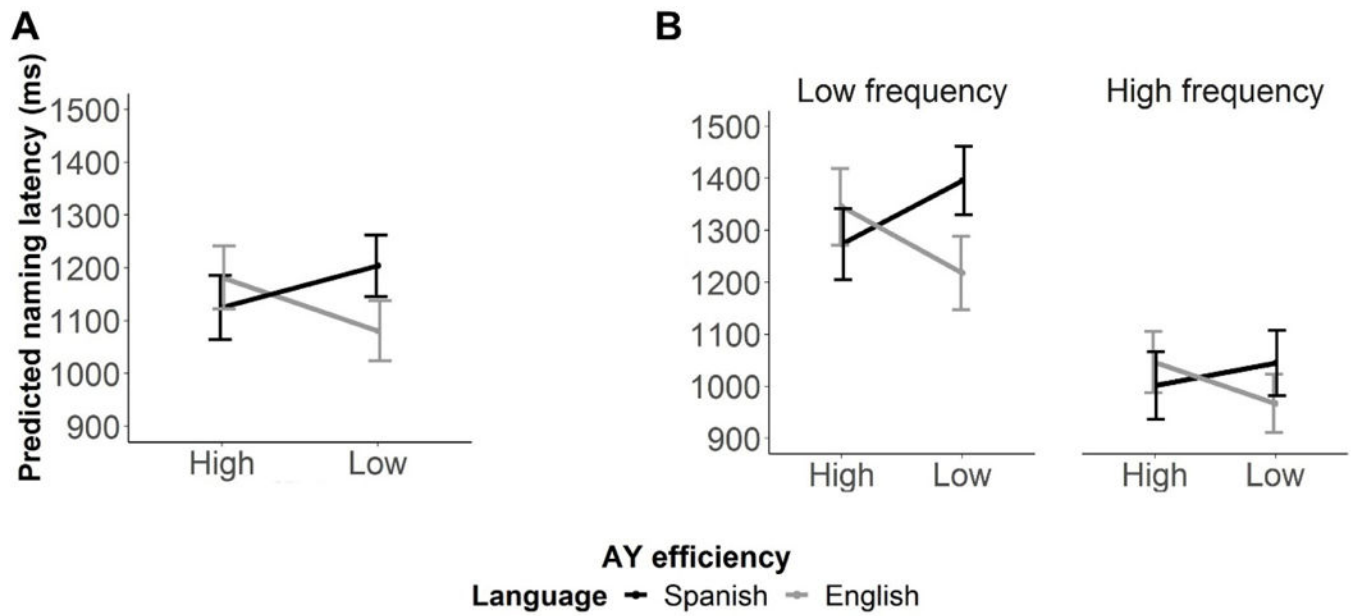 A
Predicted naming latency (ms)
1500
1400
1300
1200
1100
1000
900
High Low
B
Low frequency High frequency
1500
1400
1300
1200
1100
1000
900
High Low High Low
AY efficiency
Language Spanish English